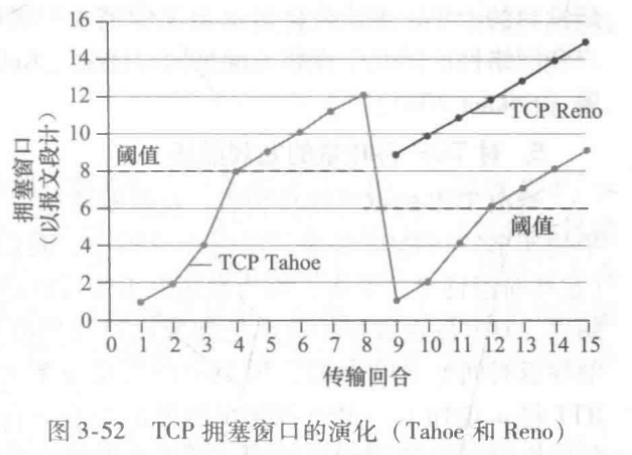 16
14
12
10
8
6
4
2
0
拥塞窗口
（以报文段计）
阈值
TCP Tahoe
TCP Reno
阈值
0 1 2 3 4 5 6 7 8 9 10 11 12 13 14 15
传输回合
图 3-52 TCP 拥塞窗口的演化（Tahoe 和 Reno）